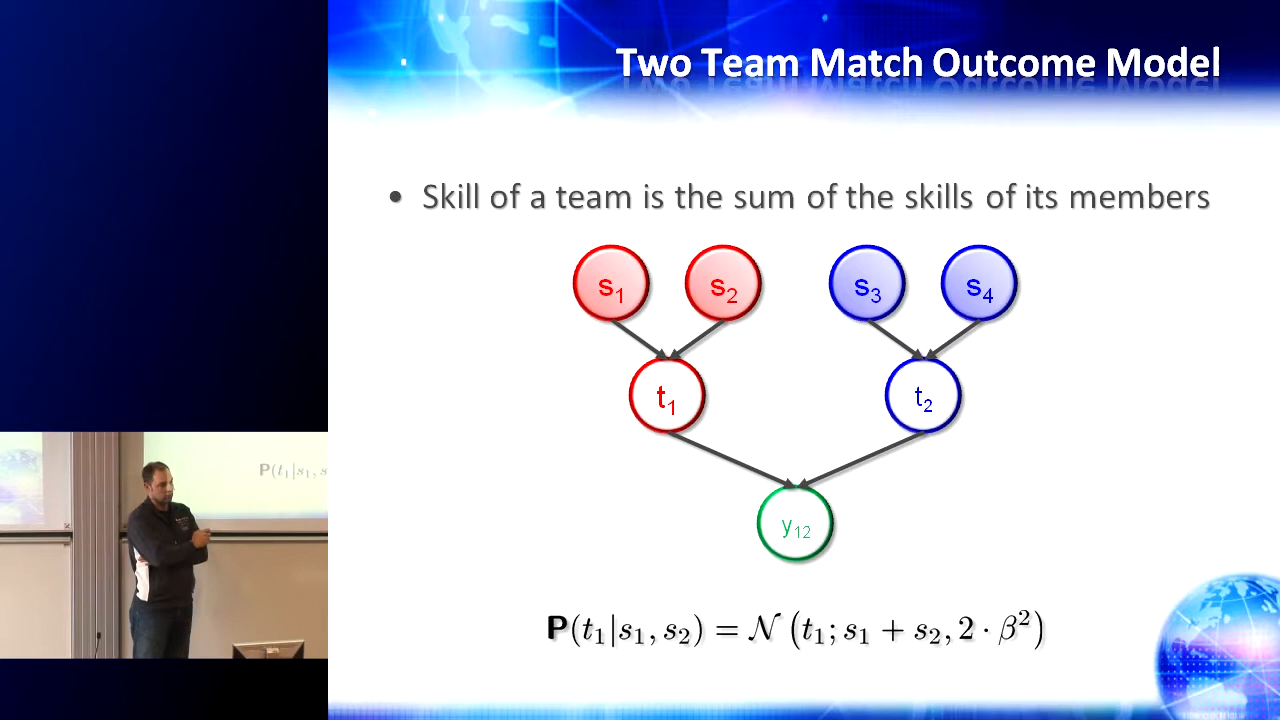 Two Team Match Outcome Model
• Skill of a team is the sum of the skills of its members
s₁ s₂ s₃ s₄
t₁ t₂
y₁₂
P(t₁|s₁, s₂) = 𝒩 (t₁; s₁ + s₂, 2 · β²)
P(t₁|s₁, s